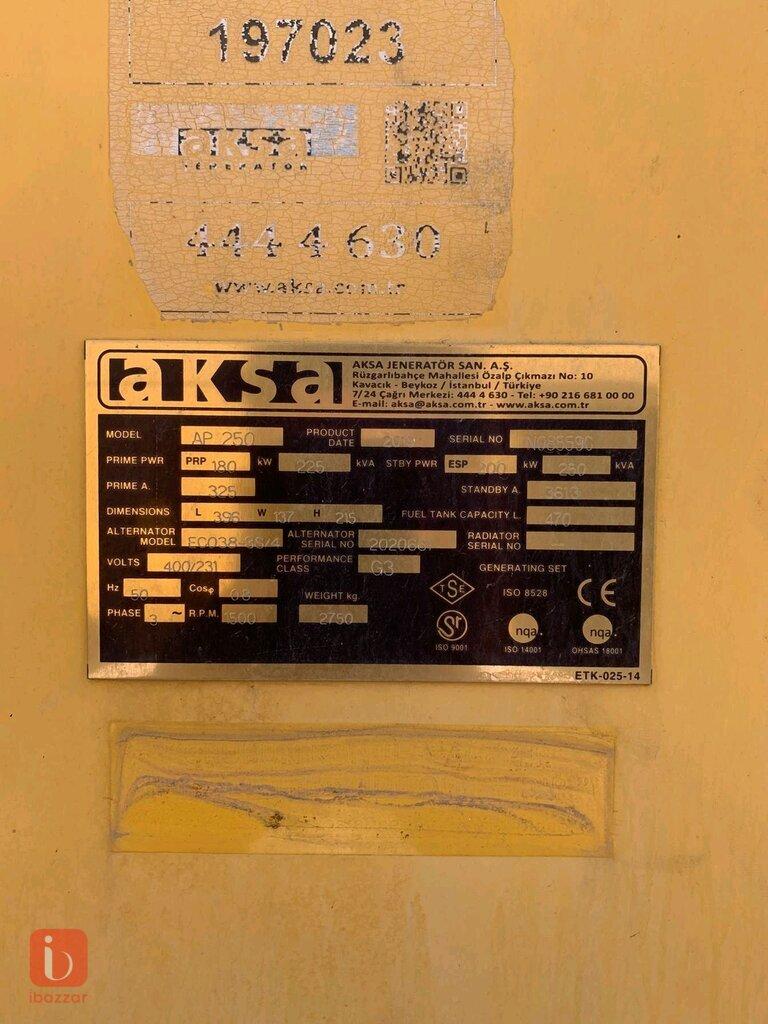 197023
aksa
JENERATÖR
444 4 630
www.aksa.com.tr
aksa
AKSA JENERATÖR SAN. A.Ş.
Rüzgarlıbahçe Mahallesi Özalp Çıkmazı No: 10
Kavacık - Beykoz / İstanbul / Türkiye
7/24 Çağrı Merkezi: 444 4 630 - Tel: +90 216 681 00 00
E-mail: aksa@aksa.com.tr - www.aksa.com.tr
MODEL AP 250 PRODUCT DATE SERIAL NO
PRIME PWR PRP 180 kW 225 kVA STBY PWR ESP 200 kW 250 kVA
PRIME A. 325 STANDBY A.
DIMENSIONS L 396 W 137 H 215 FUEL TANK CAPACITY L. 470
ALTERNATOR MODEL ALTERNATOR SERIAL NO RADIATOR SERIAL NO
VOLTS 400/231 PERFORMANCE CLASS G3 GENERATING SET
Hz 50 Cosφ 0.8 WEIGHT kg. TSE ISO 8528 CE
PHASE 3 ~ R.P.M. 1500 2750 nqa. nqa.
ISO 9001 ISO 14001 OHSAS 18001
ETK-025-14
ibazzar